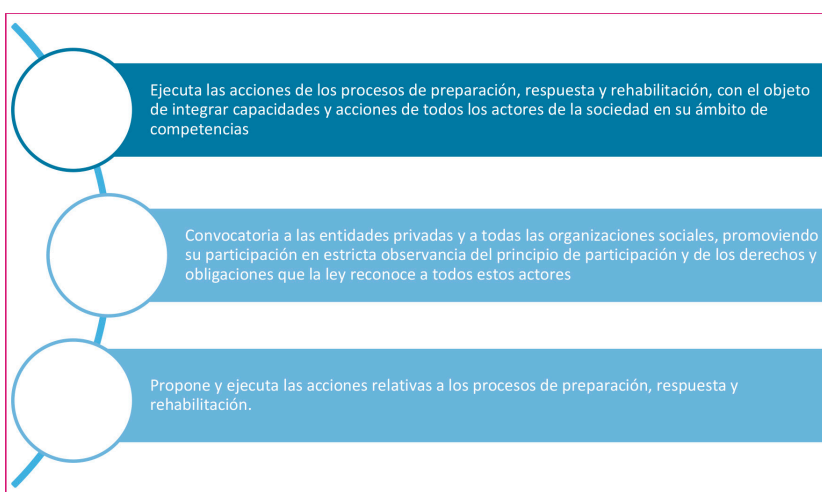 Ejecuta las acciones de los procesos de preparación, respuesta y rehabilitación, con el objeto
de integrar capacidades y acciones de todos los actores de la sociedad en su ámbito de
competencias
Convocatoria a las entidades privadas y a todas las organizaciones sociales, promoviendo
su participación en estricta observancia del principio de participación y de los derechos y
obligaciones que la ley reconoce a todos estos actores
Propone y ejecuta las acciones relativas a los procesos de preparación, respuesta y
rehabilitación.